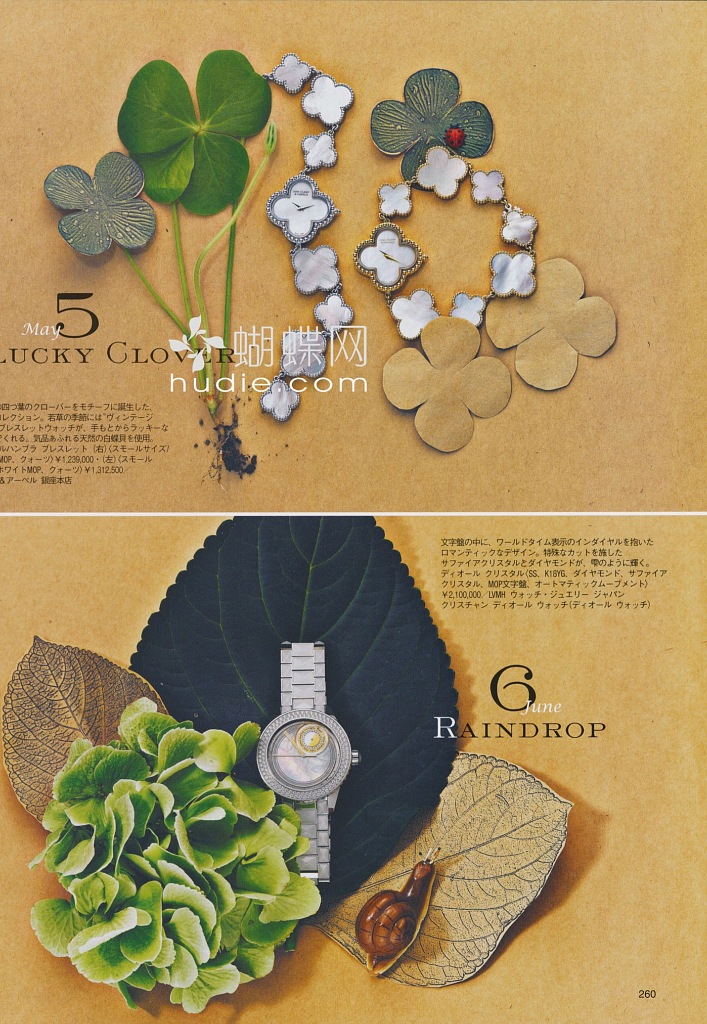 5
May
LUCKY CLOVER
蝴蝶网
hudie.com
四つ葉のクローバーをモチーフに誕生した、
レクション。若草の季節には“ヴィンテージ
ブレスレットウォッチが、手もとからラッキーな
くれる。気品あふれる天然の白蝶貝を使用。
ルハンブラ ブレスレット(右)〈スモールサイズ〉
MOP、クォーツ〉¥1,239,000・(左)〈スモール
ホワイトMOP、クォーツ〉¥1,312,500
&アーペル 銀座本店
文字盤の中に、ワールドタイム表示のインダイヤルを抱いた
ロマンティックなデザイン。特殊なカットを施した
サファイアクリスタルとダイヤモンドが、雫のように輝く。
ディオール クリスタル〈SS、K18YG、ダイヤモンド、サファイア
クリスタル、MOP文字盤、オートマティックムーブメント〉
¥2,100,000/LVMH ウォッチ・ジュエリー ジャパン
クリスチャン ディオール ウォッチ(ディオール ウォッチ)
6
June
RAINDROP
260